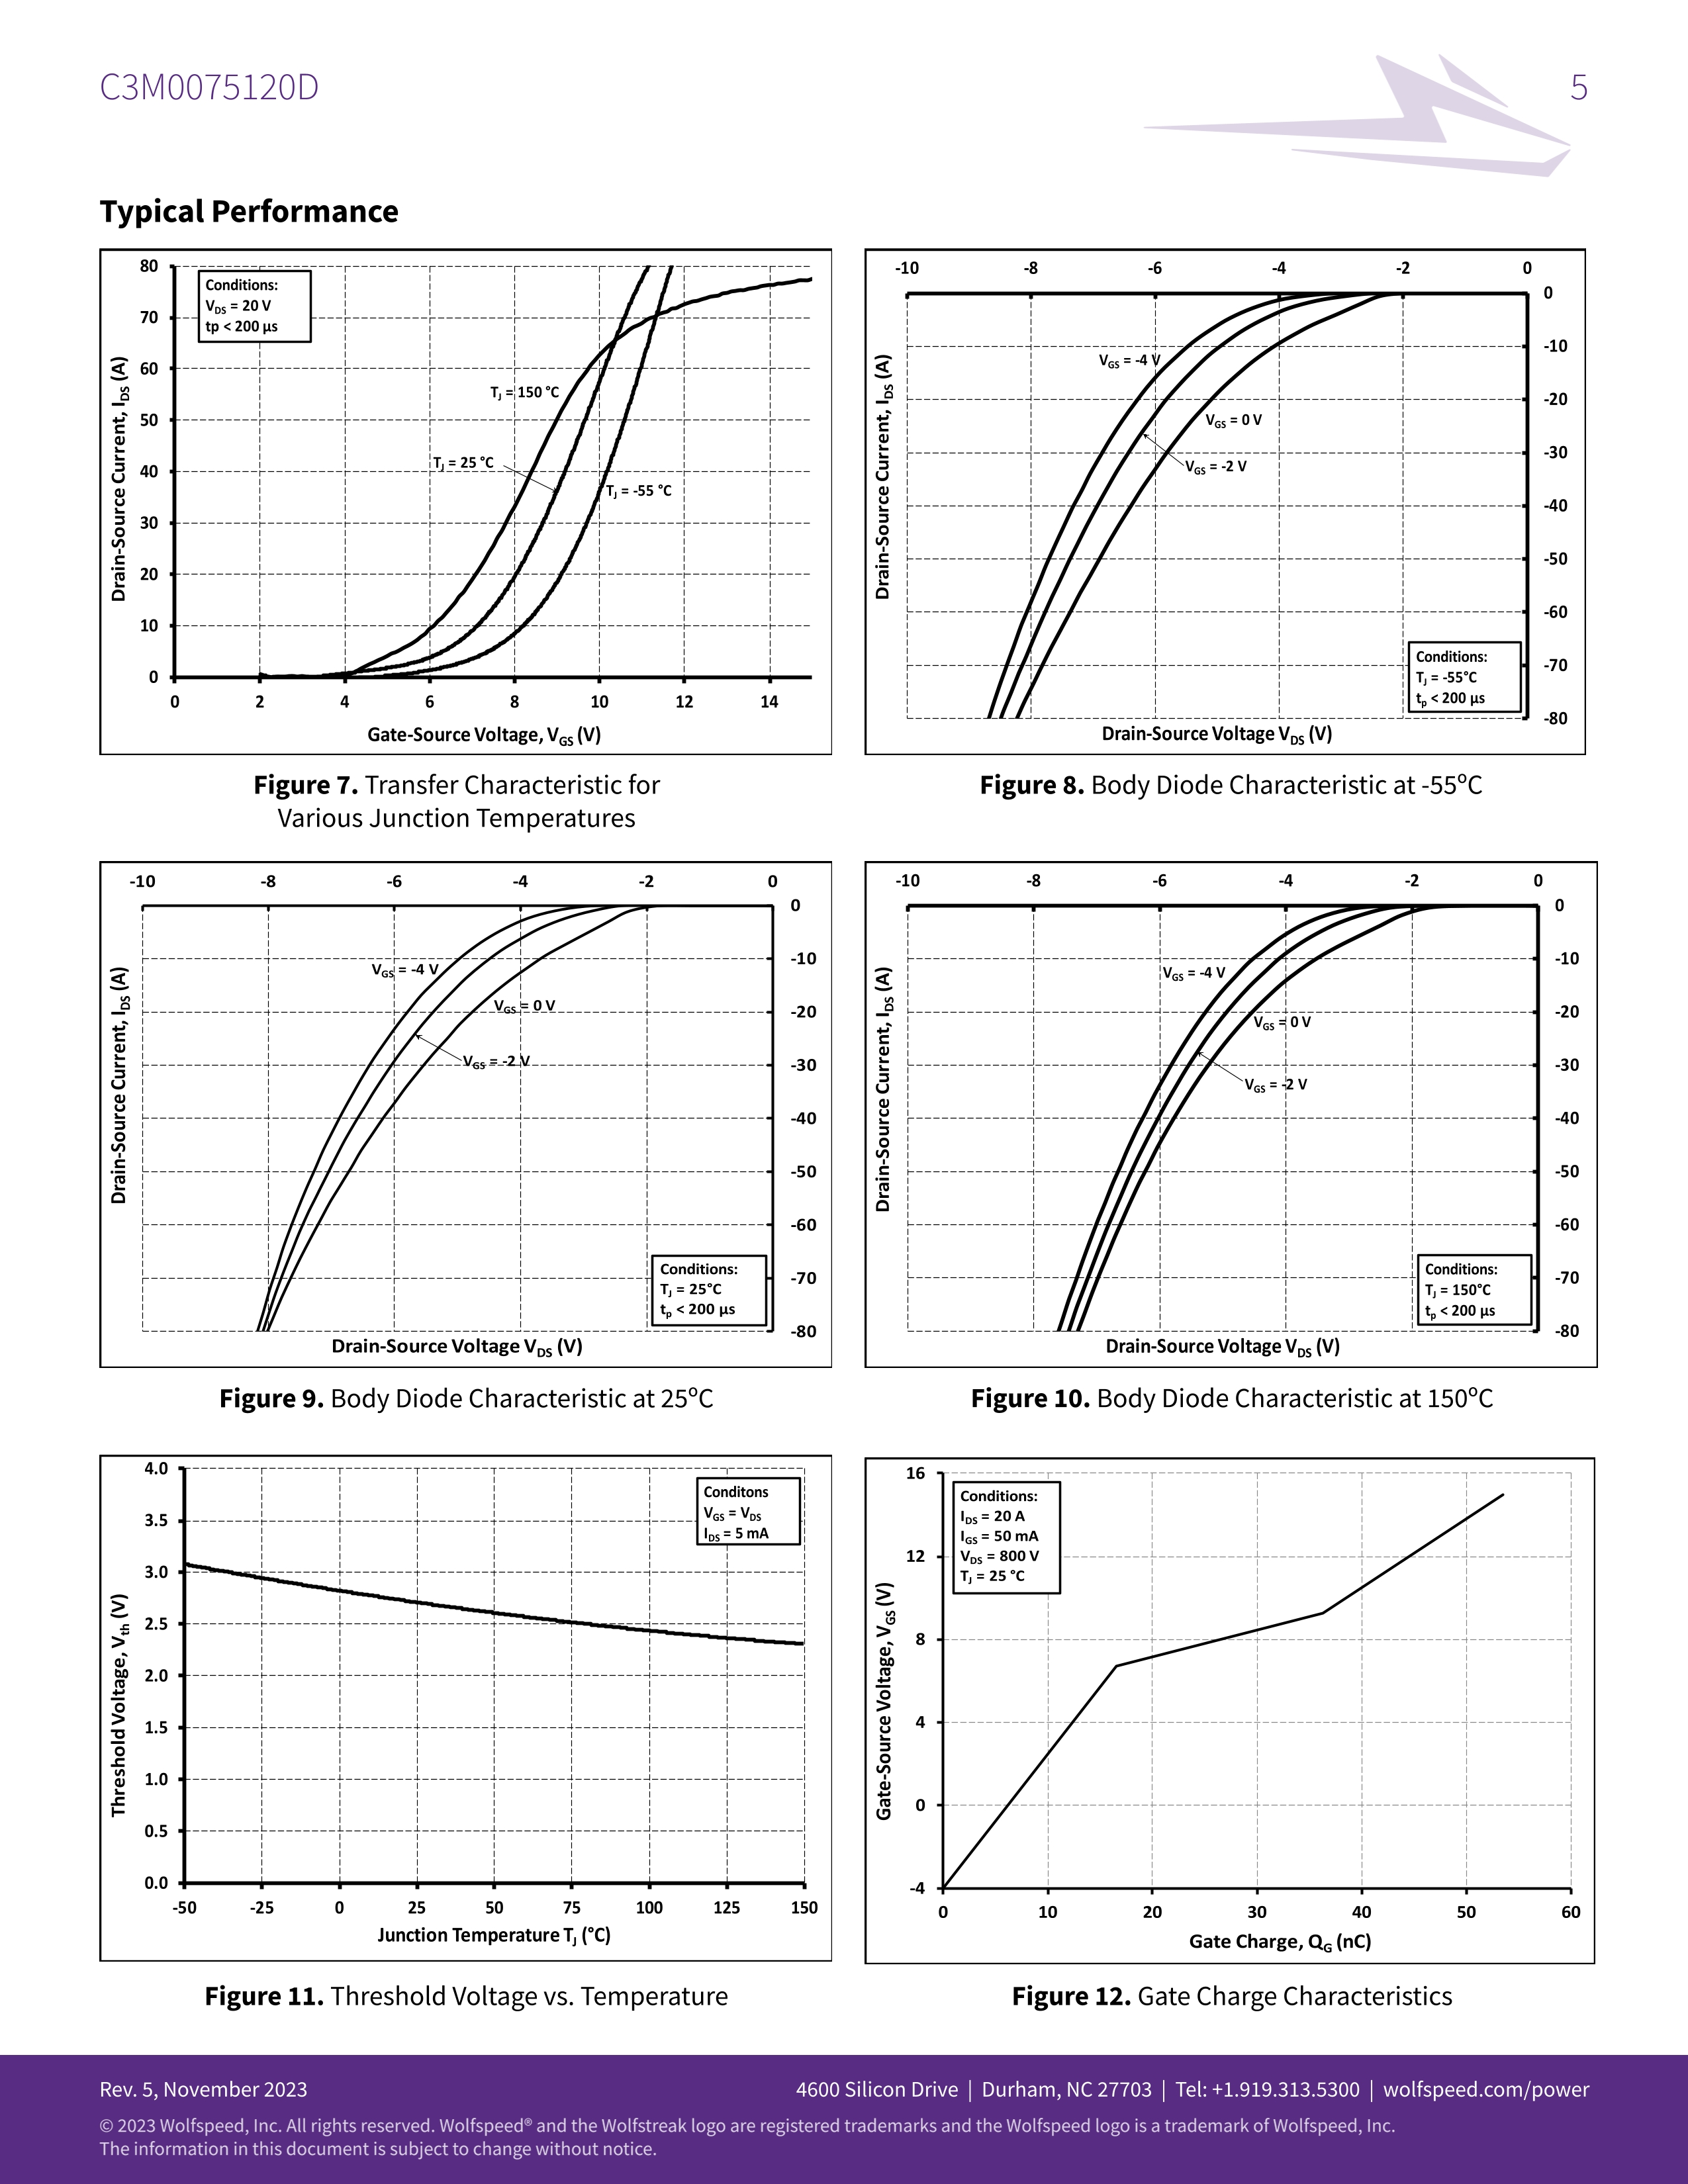 C3M0075120D
5
Typical Performance
80
70
60
50
40
30
20
10
0
0 2 4 6 8 10 12 14
Drain-Source Current, IDS (A)
Gate-Source Voltage, VGS (V)
Conditions:
VDS = 20 V
tp < 200 µs
TJ = 150 °C
TJ = 25 °C
TJ = -55 °C
Figure 7. Transfer Characteristic for
Various Junction Temperatures
-10 -8 -6 -4 -2 0
0
-10
-20
-30
-40
-50
-60
-70
-80
Drain-Source Current, IDS (A)
Drain-Source Voltage VDS (V)
VGS = -4 V
VGS = 0 V
VGS = -2 V
Conditions:
TJ = -55°C
tp < 200 µs
Figure 8. Body Diode Characteristic at -55ºC
-10 -8 -6 -4 -2 0
0
-10
-20
-30
-40
-50
-60
-70
-80
Drain-Source Current, IDS (A)
Drain-Source Voltage VDS (V)
VGS = -4 V
VGS = 0 V
VGS = -2 V
Conditions:
TJ = 25°C
tp < 200 µs
Figure 9. Body Diode Characteristic at 25ºC
-10 -8 -6 -4 -2 0
0
-10
-20
-30
-40
-50
-60
-70
-80
Drain-Source Current, IDS (A)
Drain-Source Voltage VDS (V)
VGS = -4 V
VGS = 0 V
VGS = -2 V
Conditions:
TJ = 150°C
tp < 200 µs
Figure 10. Body Diode Characteristic at 150ºC
4.0
3.5
3.0
2.5
2.0
1.5
1.0
0.5
0.0
-50 -25 0 25 50 75 100 125 150
Threshold Voltage, Vth (V)
Junction Temperature TJ (°C)
Conditons
VGS = VDS
IDS = 5 mA
Figure 11. Threshold Voltage vs. Temperature
16
12
8
4
0
-4
0 10 20 30 40 50 60
Gate-Source Voltage, VGS (V)
Gate Charge, QG (nC)
Conditions:
IDS = 20 A
IGS = 50 mA
VDS = 800 V
TJ = 25 °C
Figure 12. Gate Charge Characteristics
Rev. 5, November 2023
4600 Silicon Drive | Durham, NC 27703 | Tel: +1.919.313.5300 | wolfspeed.com/power
© 2023 Wolfspeed, Inc. All rights reserved. Wolfspeed® and the Wolfstreak logo are registered trademarks and the Wolfspeed logo is a trademark of Wolfspeed, Inc.
The information in this document is subject to change without notice.